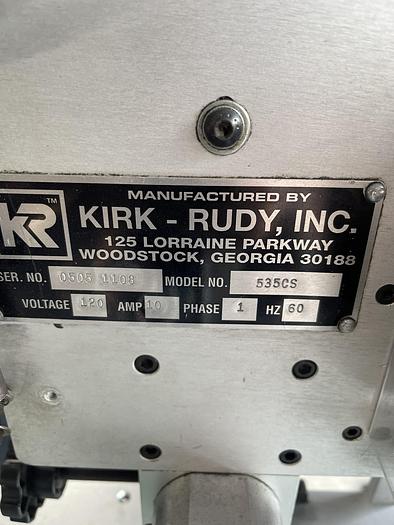 MANUFACTURED BY
KR TM
KIRK - RUDY, INC.
125 LORRAINE PARKWAY
WOODSTOCK, GEORGIA 30188
SER. NO. 0505 1108 MODEL NO. 535CS
VOLTAGE 120 AMP 10 PHASE 1 HZ 60